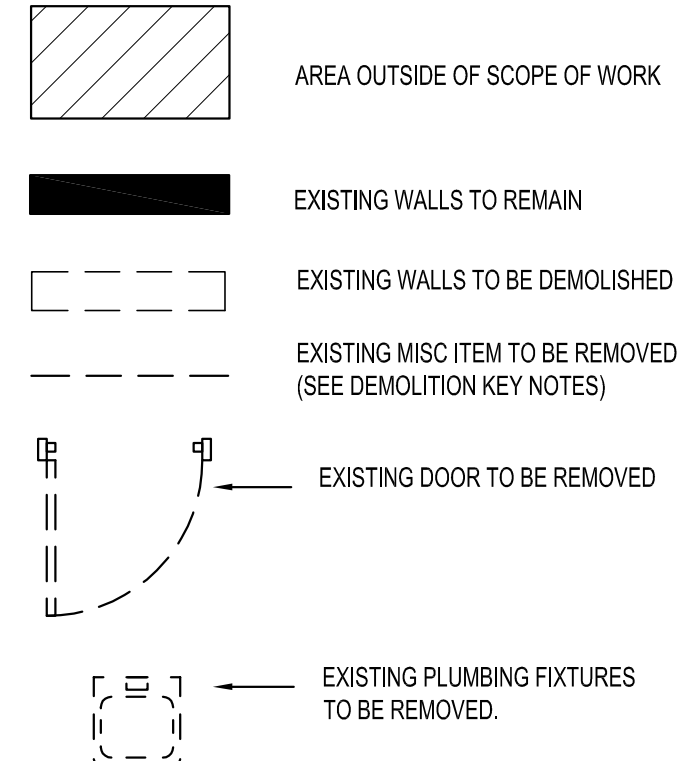 AREA OUTSIDE OF SCOPE OF WORK
EXISTING WALLS TO REMAIN
EXISTING WALLS TO BE DEMOLISHED
EXISTING MISC ITEM TO BE REMOVED
(SEE DEMOLITION KEY NOTES)
EXISTING DOOR TO BE REMOVED
EXISTING PLUMBING FIXTURES
TO BE REMOVED.